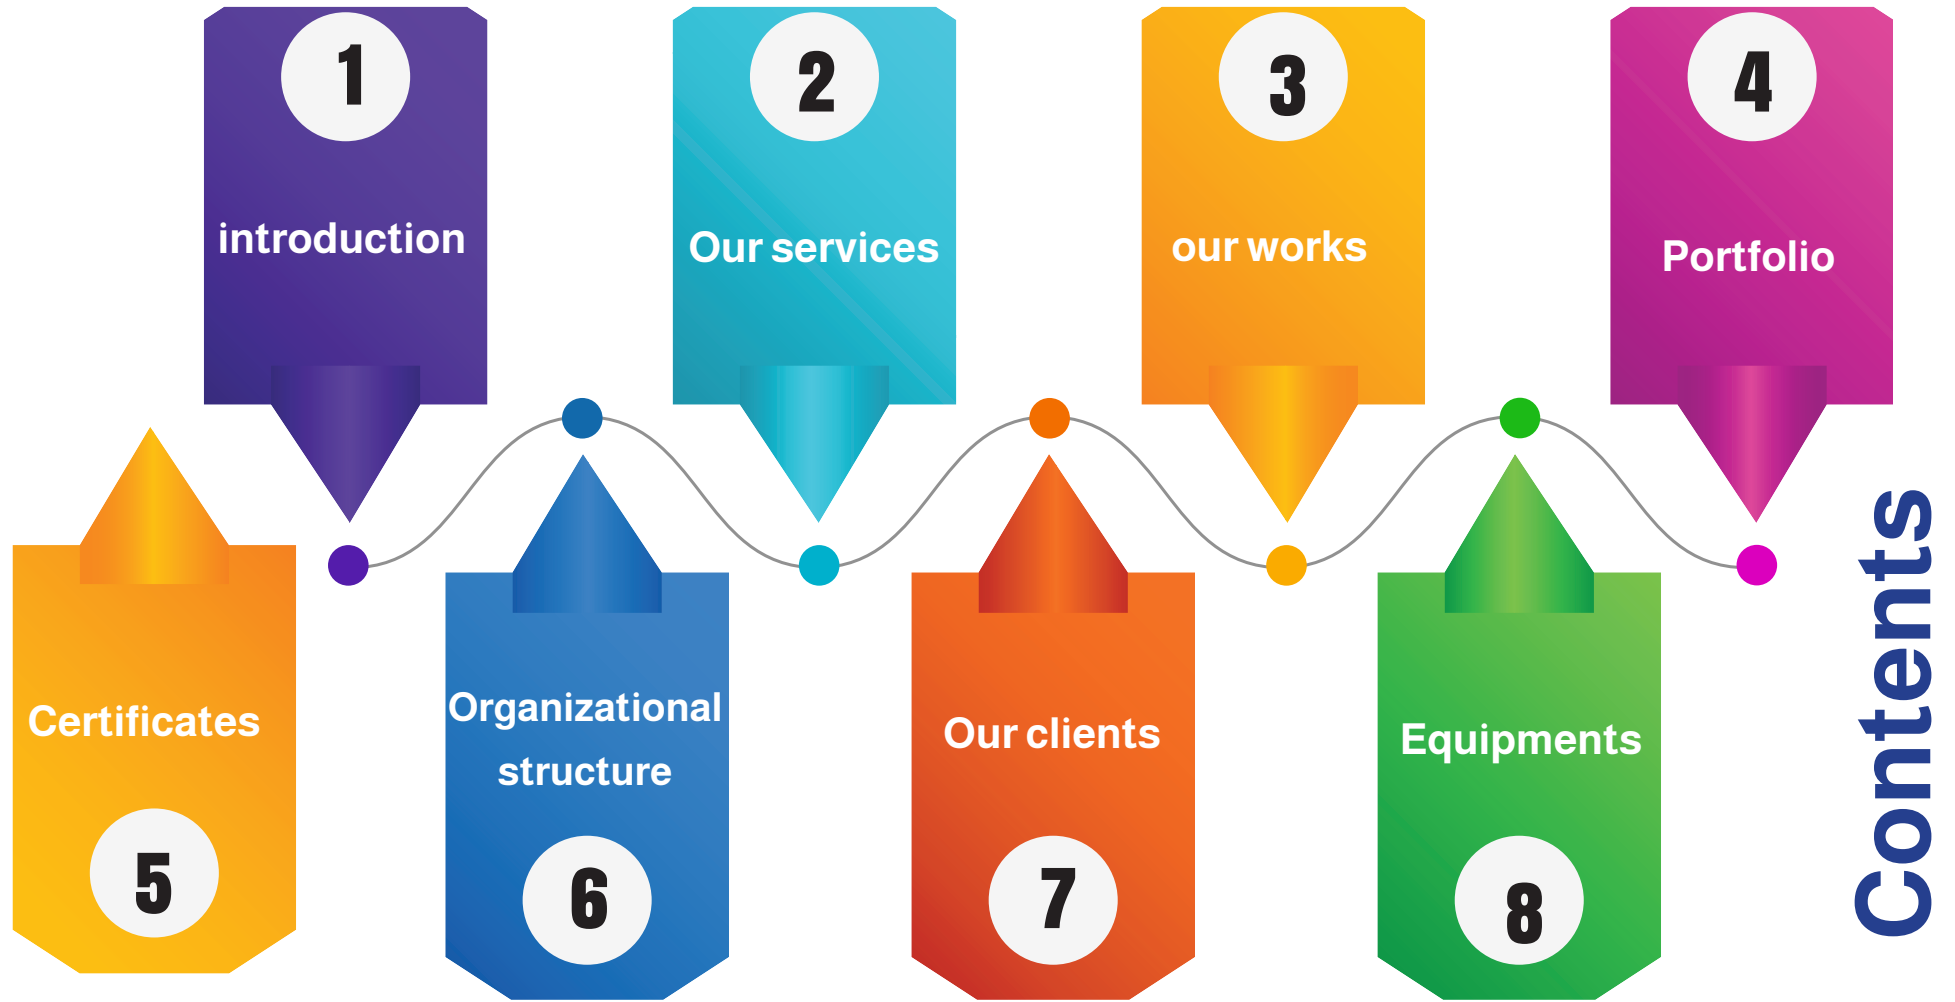 1
introduction
2
Our services
3
our works
4
Portfolio
Certificates
5
Organizational
structure
6
Our clients
7
Equipments
8
Contents